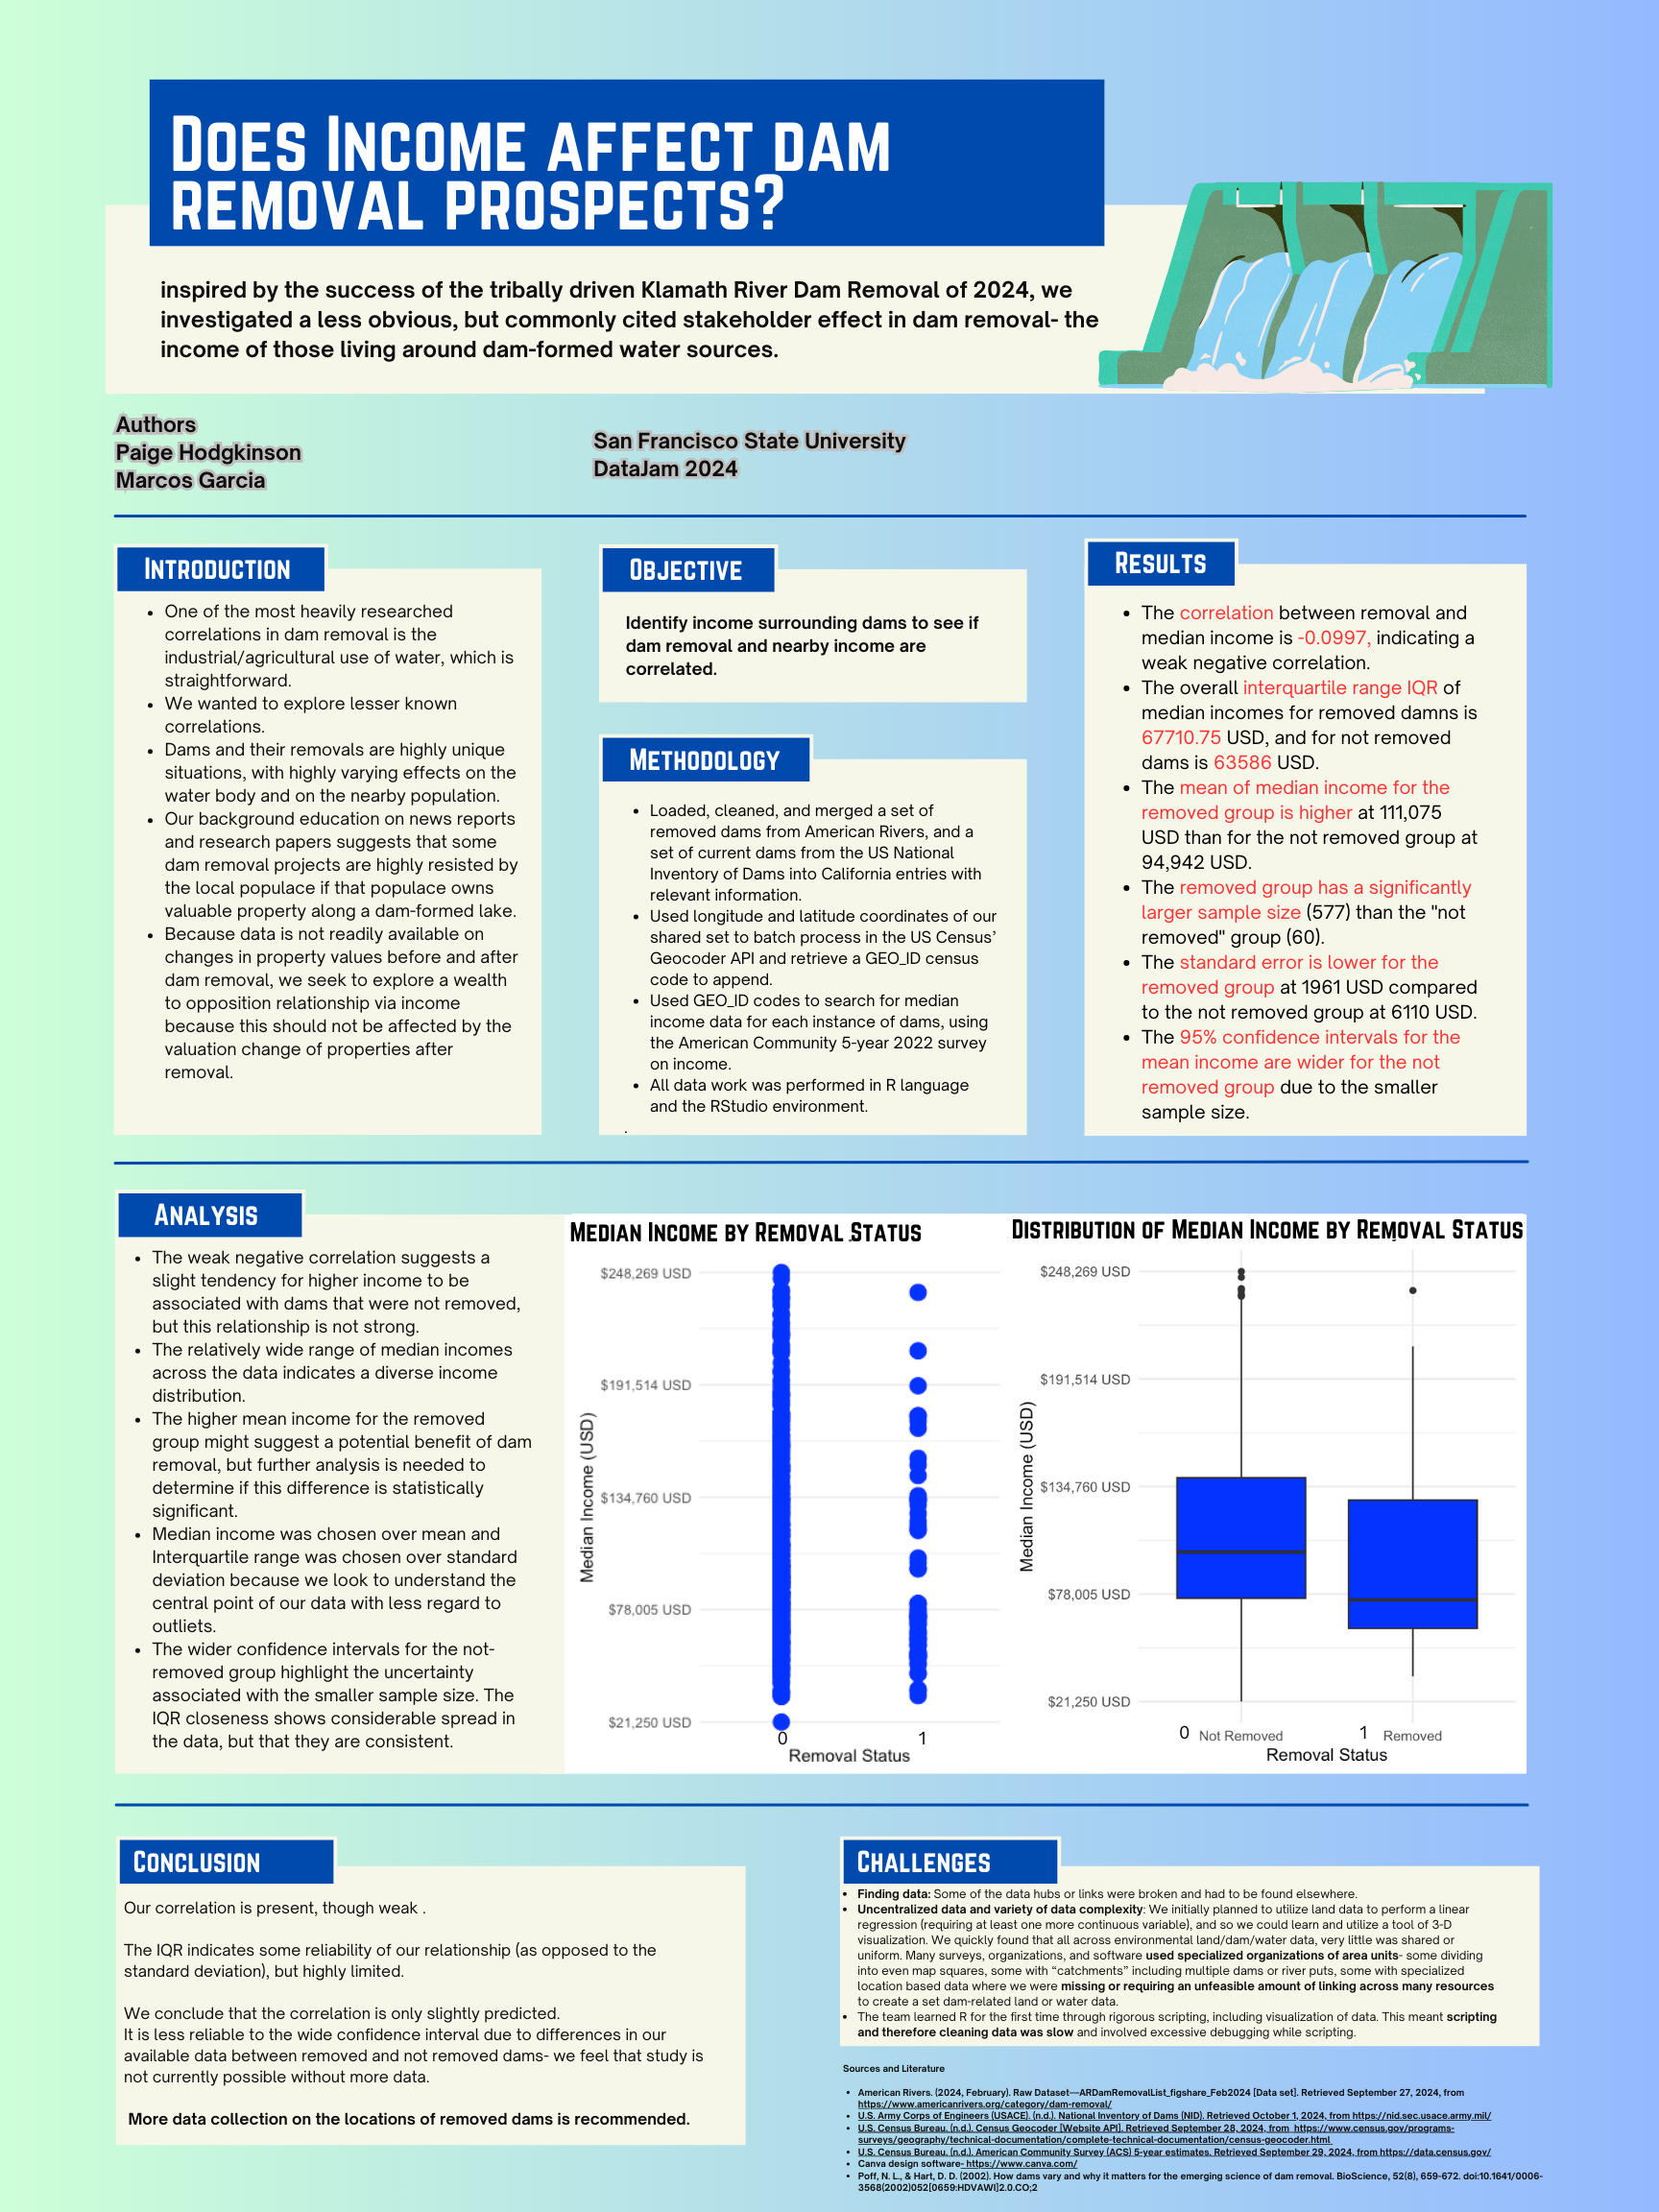 Does Income affect dam
removal prospects?
inspired by the success of the tribally driven Klamath River Dam Removal of 2024, we
investigated a less obvious, but commonly cited stakeholder effect in dam removal- the
income of those living around dam-formed water sources.
Authors
Paige Hodgkinson
Marcos Garcia
San Francisco State University
DataJam 2024
Introduction
• One of the most heavily researched
correlations in dam removal is the
industrial/agricultural use of water, which is
straightforward.
• We wanted to explore lesser known
correlations.
• Dams and their removals are highly unique
situations, with highly varying effects on the
water body and on the nearby population.
• Our background education on news reports
and research papers suggests that some
dam removal projects are highly resisted by
the local populace if that populace owns
valuable property along a dam-formed lake.
• Because data is not readily available on
changes in property values before and after
dam removal, we seek to explore a wealth
to opposition relationship via income
because this should not be affected by the
valuation change of properties after
removal.
Objective
Identify income surrounding dams to see if
dam removal and nearby income are
correlated.
Methodology
• Loaded, cleaned, and merged a set of
removed dams from American Rivers, and a
set of current dams from the US National
Inventory of Dams into California entries with
relevant information.
• Used longitude and latitude coordinates of our
shared set to batch process in the US Census’
Geocoder API and retrieve a GEO_ID census
code to append.
• Used GEO_ID codes to search for median
income data for each instance of dams, using
the American Community 5-year 2022 survey
on income.
• All data work was performed in R language
and the RStudio environment.
.
Results
• The correlation between removal and
median income is -0.0997, indicating a
weak negative correlation.
• The overall interquartile range IQR of
median incomes for removed damns is
67710.75 USD, and for not removed
dams is 63586 USD.
• The mean of median income for the
removed group is higher at 111,075
USD than for the not removed group at
94,942 USD.
• The removed group has a significantly
larger sample size (577) than the "not
removed" group (60).
• The standard error is lower for the
removed group at 1961 USD compared
to the not removed group at 6110 USD.
• The 95% confidence intervals for the
mean income are wider for the not
removed group due to the smaller
sample size.
Analysis
• The weak negative correlation suggests a
slight tendency for higher income to be
associated with dams that were not removed,
but this relationship is not strong.
• The relatively wide range of median incomes
across the data indicates a diverse income
distribution.
• The higher mean income for the removed
group might suggest a potential benefit of dam
removal, but further analysis is needed to
determine if this difference is statistically
significant.
• Median income was chosen over mean and
Interquartile range was chosen over standard
deviation because we look to understand the
central point of our data with less regard to
outliets.
• The wider confidence intervals for the not-
removed group highlight the uncertainty
associated with the smaller sample size. The
IQR closeness shows considerable spread in
the data, but that they are consistent.
Median Income by Removal Status
$248,269 USD
$191,514 USD
$134,760 USD
$78,005 USD
$21,250 USD
Median Income (USD)
0 1
Removal Status
Distribution of Median Income by Removal Status
$248,269 USD
$191,514 USD
$134,760 USD
$78,005 USD
$21,250 USD
Median Income (USD)
0 Not Removed 1 Removed
Removal Status
Conclusion
Our correlation is present, though weak .
The IQR indicates some reliability of our relationship (as opposed to the
standard deviation), but highly limited.
We conclude that the correlation is only slightly predicted.
It is less reliable to the wide confidence interval due to differences in our
available data between removed and not removed dams- we feel that study is
not currently possible without more data.
More data collection on the locations of removed dams is recommended.
Challenges
• Finding data: Some of the data hubs or links were broken and had to be found elsewhere.
• Uncentralized data and variety of data complexity: We initially planned to utilize land data to perform a linear
regression (requiring at least one more continuous variable), and so we could learn and utilize a tool of 3-D
visualization. We quickly found that all across environmental land/dam/water data, very little was shared or
uniform. Many surveys, organizations, and software used specialized organizations of area units- some dividing
into even map squares, some with “catchments” including multiple dams or river puts, some with specialized
location based data where we were missing or requiring an unfeasible amount of linking across many resources
to create a set dam-related land or water data.
• The team learned R for the first time through rigorous scripting, including visualization of data. This meant scripting
and therefore cleaning data was slow and involved excessive debugging while scripting.
Sources and Literature
• American Rivers. (2024, February). Raw Dataset—ARDamRemovalList_figshare_Feb2024 [Data set]. Retrieved September 27, 2024, from
https://www.americanrivers.org/category/dam-removal/
• U.S. Army Corps of Engineers (USACE). (n.d.). National Inventory of Dams (NID). Retrieved October 1, 2024, from https://nid.sec.usace.army.mil/
• U.S. Census Bureau. (n.d.). Census Geocoder [Website API]. Retrieved September 28, 2024, from https://www.census.gov/programs-
surveys/geography/technical-documentation/complete-technical-documentation/census-geocoder.html
• U.S. Census Bureau. (n.d.). American Community Survey (ACS) 5-year estimates. Retrieved September 29, 2024, from https://data.census.gov/
• Canva design software- https://www.canva.com/
• Poff, N. L., & Hart, D. D. (2002). How dams vary and why it matters for the emerging science of dam removal. BioScience, 52(8), 659-672. doi:10.1641/0006-
3568(2002)052[0659:HDVAWI]2.0.CO;2